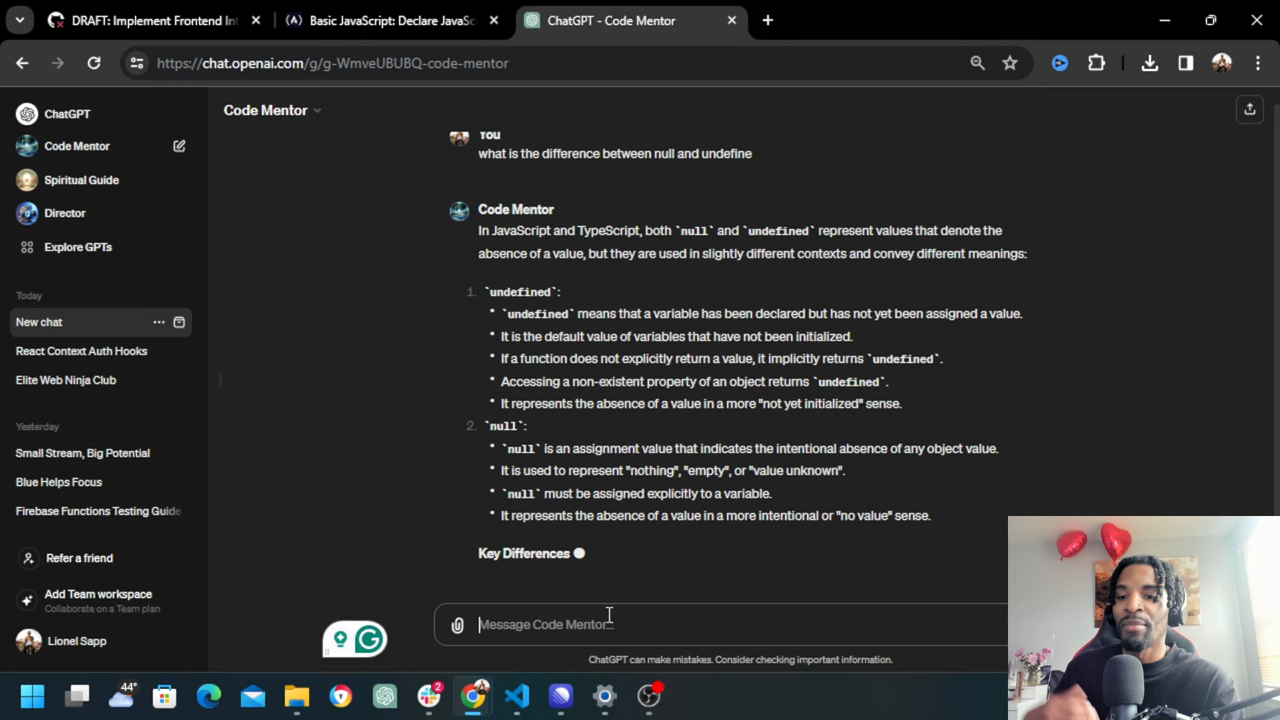 DRAFT: Implement Frontend Int
Basic JavaScript: Declare JavaSc
ChatGPT - Code Mentor
https://chat.openai.com/g/g-WmveUBUBQ-code-mentor
ChatGPT
Code Mentor
Spiritual Guide
Director
Explore GPTs
Today
New chat
React Context Auth Hooks
Elite Web Ninja Club
Yesterday
Small Stream, Big Potential
Blue Helps Focus
Firebase Functions Testing Guide
Refer a friend
Add Team workspace
Collaborate on a Team plan
Lionel Sapp
Code Mentor
You
what is the difference between null and undefine
Code Mentor
In JavaScript and TypeScript, both `null` and `undefined` represent values that denote the
absence of a value, but they are used in slightly different contexts and convey different meanings:
1. `undefined`:
• `undefined` means that a variable has been declared but has not yet been assigned a value.
• It is the default value of variables that have not been initialized.
• If a function does not explicitly return a value, it implicitly returns `undefined`.
• Accessing a non-existent property of an object returns `undefined`.
• It represents the absence of a value in a more "not yet initialized" sense.
2. `null`:
• `null` is an assignment value that indicates the intentional absence of any object value.
• It is used to represent "nothing", "empty", or "value unknown".
• `null` must be assigned explicitly to a variable.
• It represents the absence of a value in a more intentional or "no value" sense.
Key Differences
Message Code Mentor...
ChatGPT can make mistakes. Consider checking important information.
44°
2